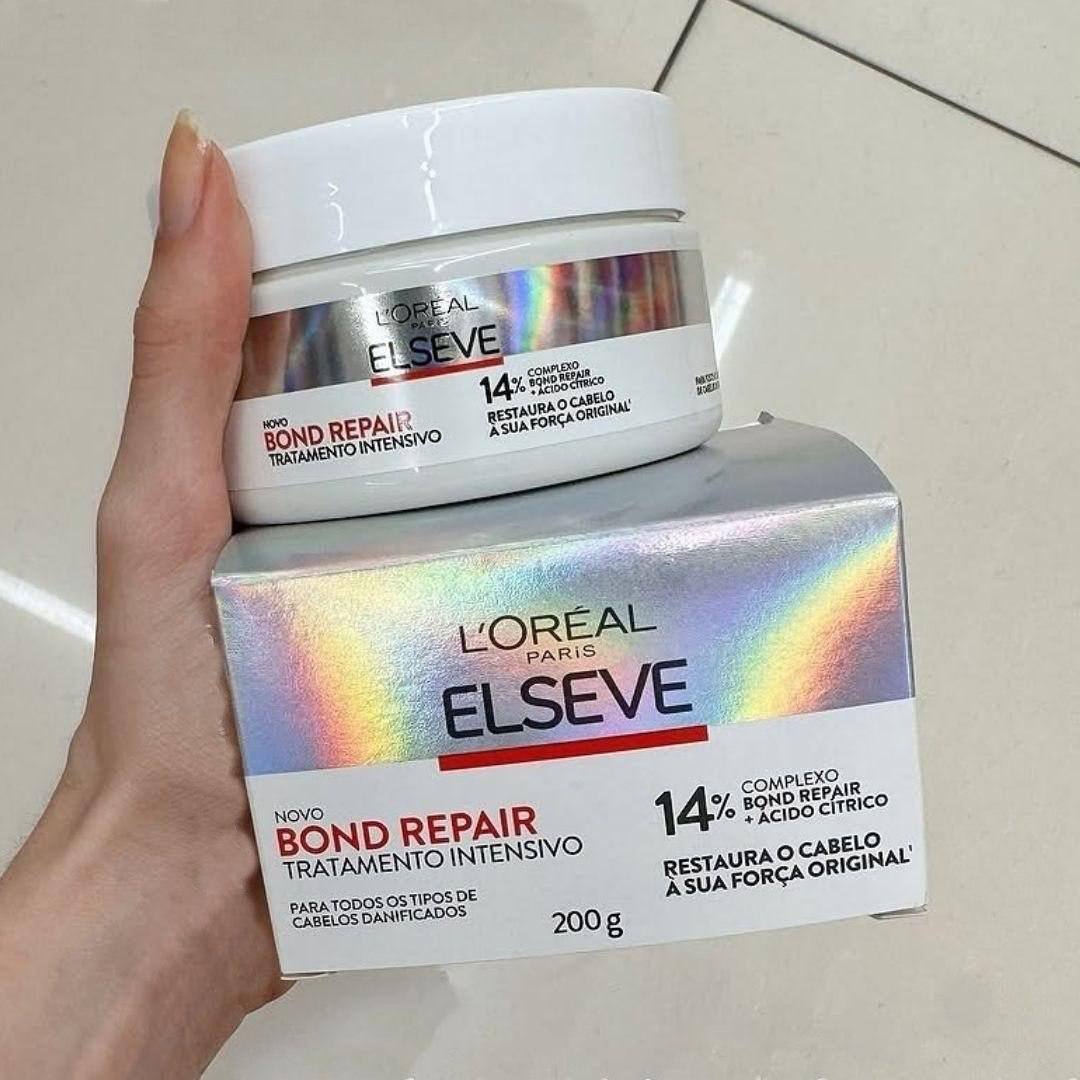 L'ORÉAL
PARIS
ELSEVE
NOVO
BOND REPAIR
TRATAMENTO INTENSIVO
14% COMPLEXO
BOND REPAIR
+ ÁCIDO CÍTRICO
RESTAURA O CABELO
À SUA FORÇA ORIGINAL¹
L'ORÉAL
PARIS
ELSEVE
NOVO
BOND REPAIR
TRATAMENTO INTENSIVO
PARA TODOS OS TIPOS DE
CABELOS DANIFICADOS
200 g
14% COMPLEXO
BOND REPAIR
+ ÁCIDO CÍTRICO
RESTAURA O CABELO
À SUA FORÇA ORIGINAL¹